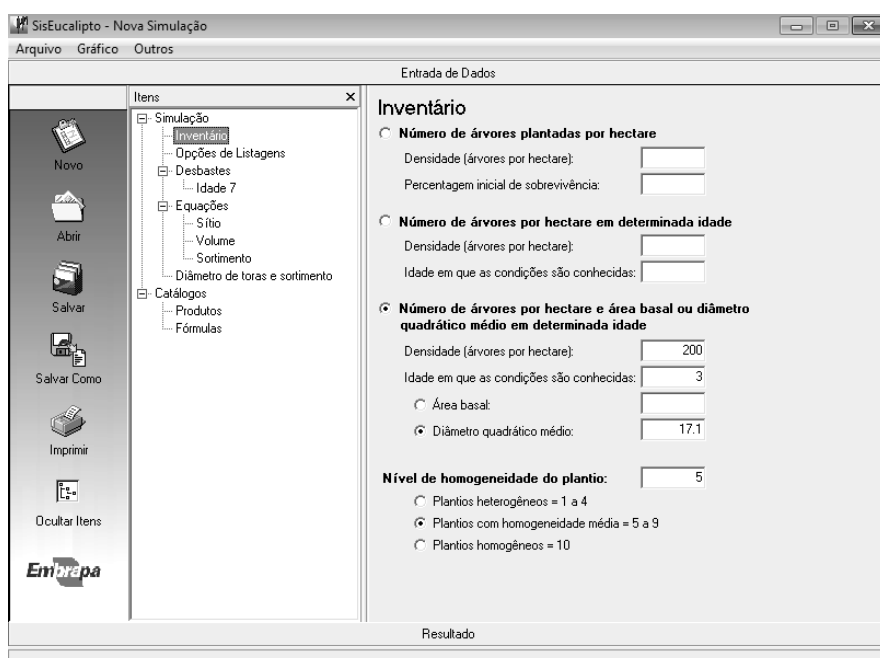 SisEucalipto - Nova Simulação
Arquivo Gráfico Outros
Entrada de Dados
Novo
Abrir
Salvar
Salvar Como
Imprimir
Ocultar Itens
Embrapa
Itens
Simulação
Inventário
Opções de Listagens
Desbastes
Idade 7
Equações
Sítio
Volume
Sortimento
Diâmetro de toras e sortimento
Catálogos
Produtos
Fórmulas
Inventário
Número de árvores plantadas por hectare
Densidade (árvores por hectare):
Percentagem inicial de sobrevivência:
Número de árvores por hectare em determinada idade
Densidade (árvores por hectare):
Idade em que as condições são conhecidas:
Número de árvores por hectare e área basal ou diâmetro
quadrático médio em determinada idade
Densidade (árvores por hectare): 200
Idade em que as condições são conhecidas: 3
Área basal:
Diâmetro quadrático médio: 17.1
Nível de homogeneidade do plantio: 5
Plantios heterogêneos = 1 a 4
Plantios com homogeneidade média = 5 a 9
Plantios homogêneos = 10
Resultado